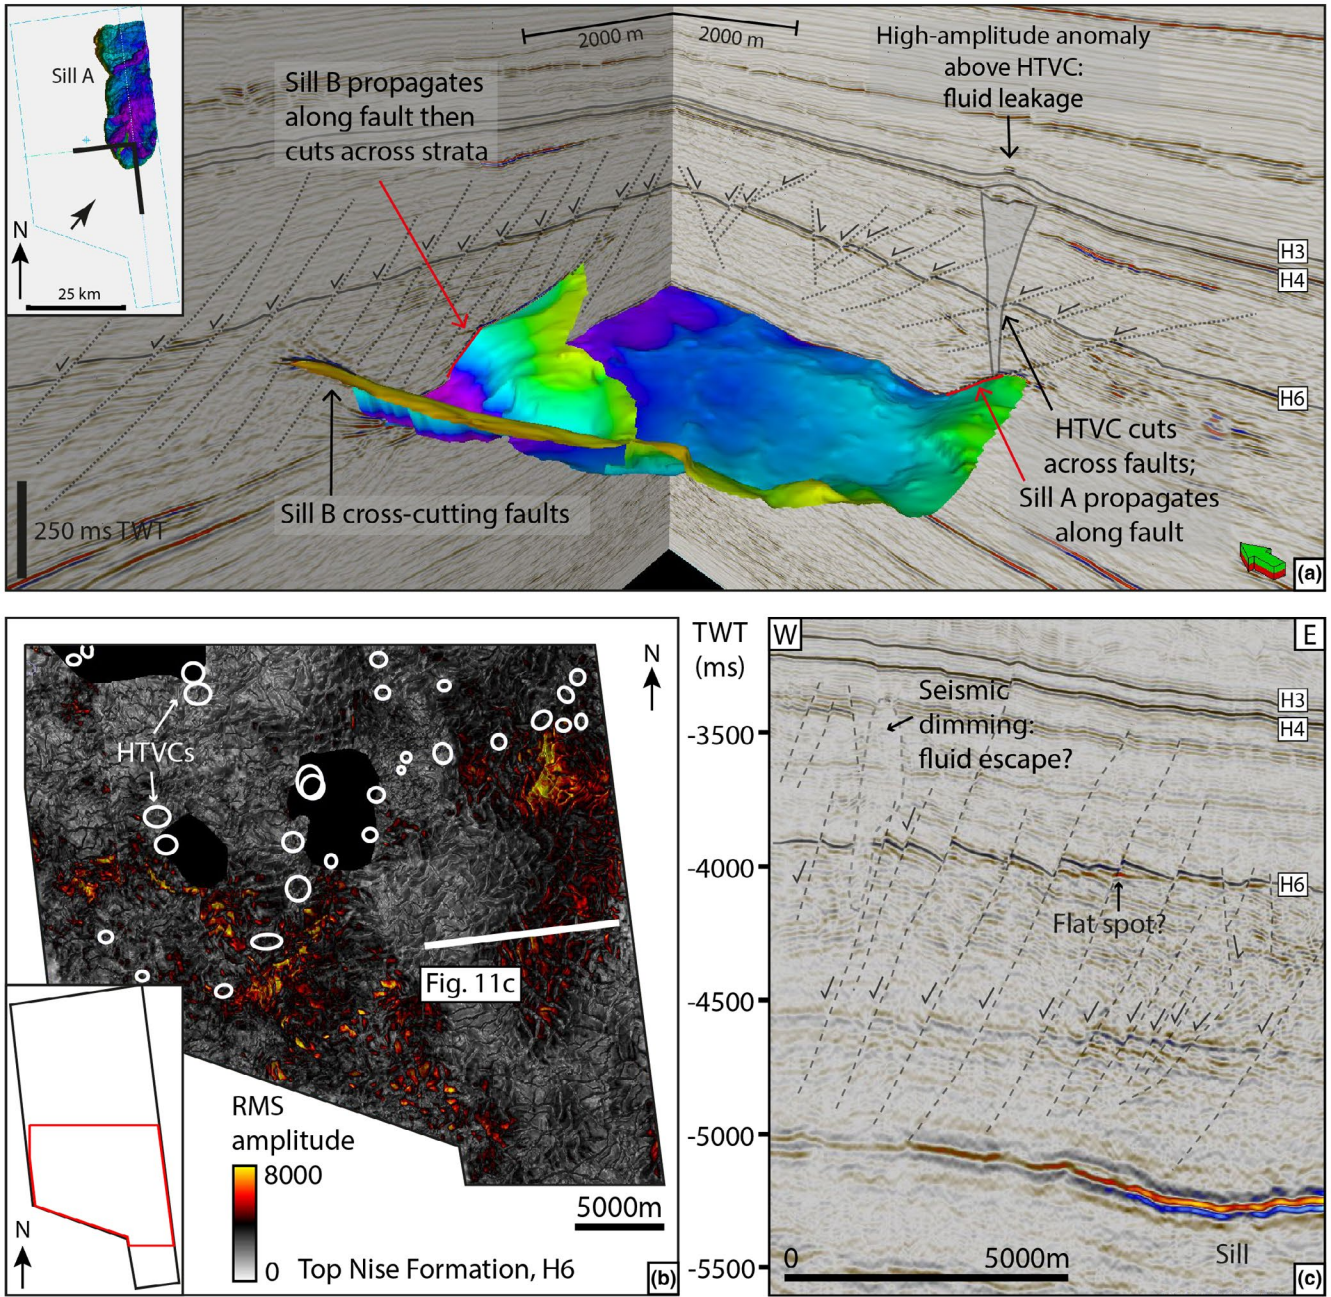 Sill A
N
25 km
2000 m
2000 m
Sill B propagates
along fault then
cuts across strata
High-amplitude anomaly
above HTVC:
fluid leakage
H3
H4
H6
HTVC cuts
across faults;
Sill A propagates
along fault
Sill B cross-cutting faults
250 ms TWT
(a)
HTVCs
N
Fig. 11c
RMS
amplitude
8000
0
5000m
Top Nise Formation, H6
N
(b)
TWT
(ms)
-3500
-4000
-4500
-5000
-5500
W
E
H3
H4
Seismic
dimming:
fluid escape?
H6
Flat spot?
0
5000m
Sill
(c)